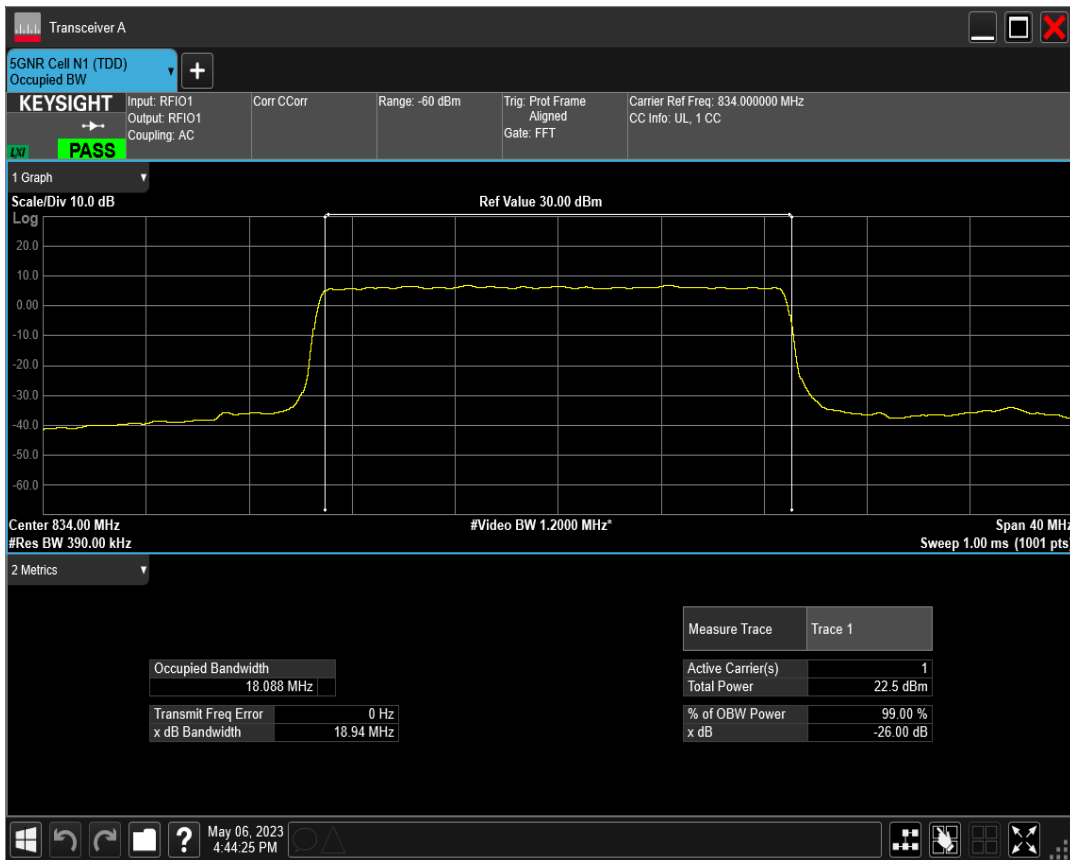 Transceiver A
5GNR Cell N1 (TDD)
Occupied BW
+
KEYSIGHT
LXI
PASS
Input: RFIO1
Output: RFIO1
Coupling: AC
Corr CCorr
Range: -60 dBm
Trig: Prot Frame
Aligned
Gate: FFT
Carrier Ref Freq: 834.000000 MHz
CC Info: UL, 1 CC
1 Graph
Scale/Div 10.0 dB
Ref Value 30.00 dBm
Log
20.0
10.0
0.00
-10.0
-20.0
-30.0
-40.0
-50.0
-60.0
Center 834.00 MHz
#Video BW 1.2000 MHz*
Span 40 MHz
#Res BW 390.00 kHz
Sweep 1.00 ms (1001 pts)
2 Metrics
Measure Trace Trace 1
Occupied Bandwidth
18.088 MHz
Transmit Freq Error 0 Hz
x dB Bandwidth 18.94 MHz
Active Carrier(s) 1
Total Power 22.5 dBm
% of OBW Power 99.00 %
x dB -26.00 dB
?
May 06, 2023
4:44:25 PM